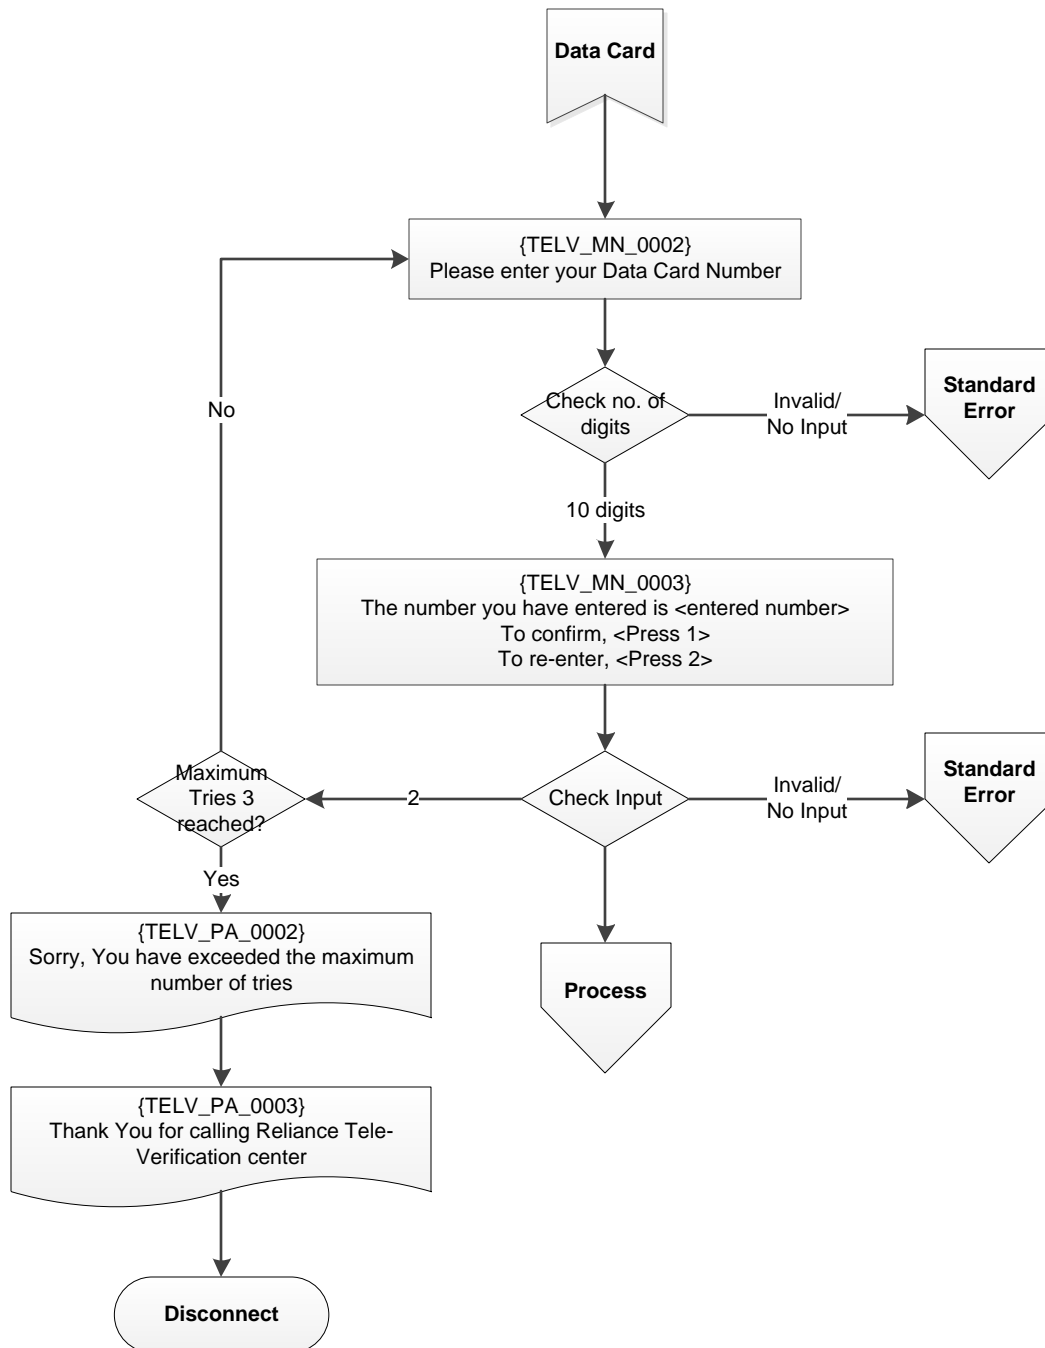 Data Card
{TELV_MN_0002}
Please enter your Data Card Number
No
Check no. of
digits
Invalid/
No Input
Standard
Error
10 digits
{TELV_MN_0003}
The number you have entered is <entered number>
To confirm, <Press 1>
To re-enter, <Press 2>
Maximum
Tries 3
reached?
2
Check Input
Invalid/
No Input
Standard
Error
Yes
{TELV_PA_0002}
Sorry, You have exceeded the maximum
number of tries
Process
{TELV_PA_0003}
Thank You for calling Reliance Tele-
Verification center
Disconnect